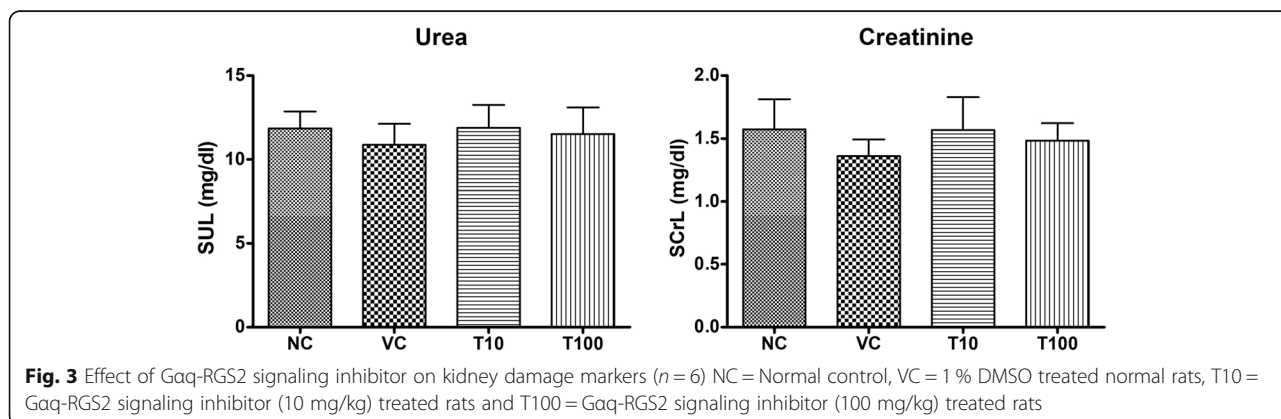 Urea
15
10
5
0
SUL (mg/dl)
NC VC T10 T100
Creatinine
2.0
1.5
1.0
0.5
0.0
SCrL (mg/dl)
NC VC T10 T100
Fig. 3 Effect of Gαq-RGS2 signaling inhibitor on kidney damage markers (n = 6) NC = Normal control, VC = 1 % DMSO treated normal rats, T10 =
Gαq-RGS2 signaling inhibitor (10 mg/kg) treated rats and T100 = Gαq-RGS2 signaling inhibitor (100 mg/kg) treated rats